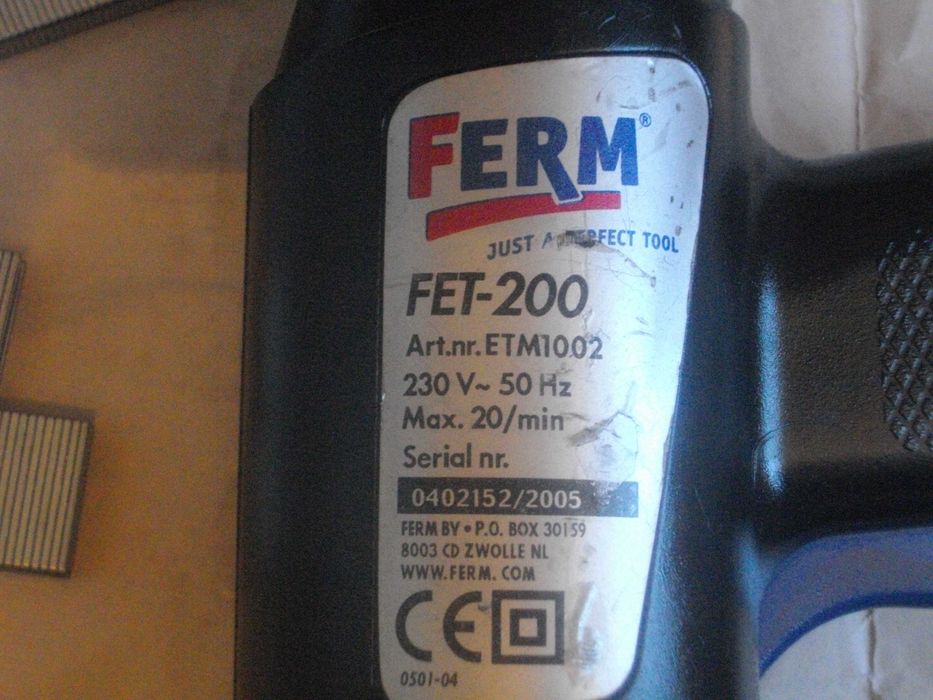 FERM®
JUST A PERFECT TOOL
FET-200
Art.nr.ETM1002
230 V~ 50 Hz
Max. 20/min
Serial nr.
0402152/2005
FERM BV • P.O. BOX 30159
8003 CD ZWOLLE NL
WWW.FERM.COM
CE
0501-04